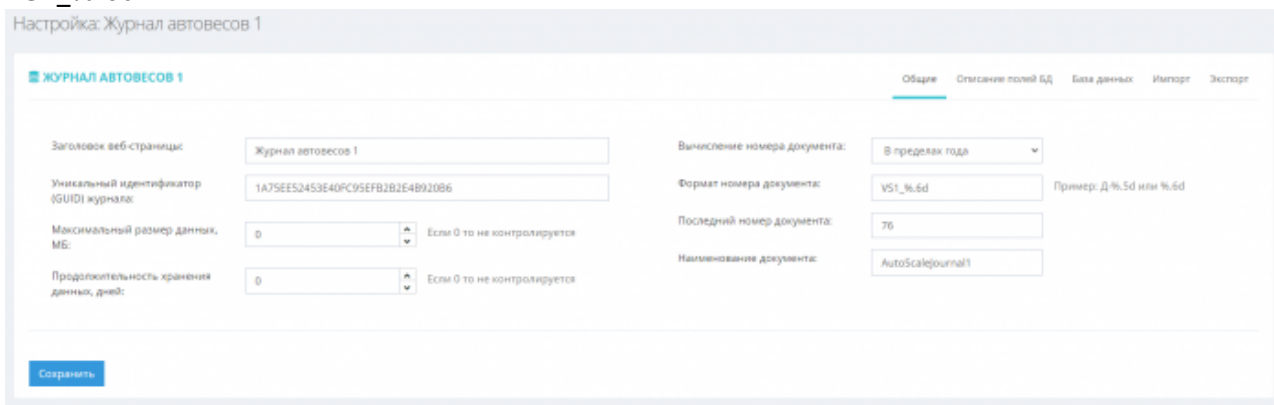 Настройка: Журнал автовесов 1
ЖУРНАЛ АВТОВЕСОВ 1
Общие Описание полей БД База данных Импорт Экспорт
Заголовок веб-страницы: Журнал автовесов 1
Вычисление номера документа: В пределах года
Уникальный идентификатор (GUID) журнала: 1A75EE52453E40FC95EFB2B2E4B920B6
Формат номера документа: VS1_%.6d Пример: Д-%.5d или %.6d
Максимальный размер данных, МБ: 0 Если 0 то не контролируется
Последний номер документа: 76
Продолжительность хранения данных, дней: 0 Если 0 то не контролируется
Наименование документа: AutoScaleJournal1
Сохранить